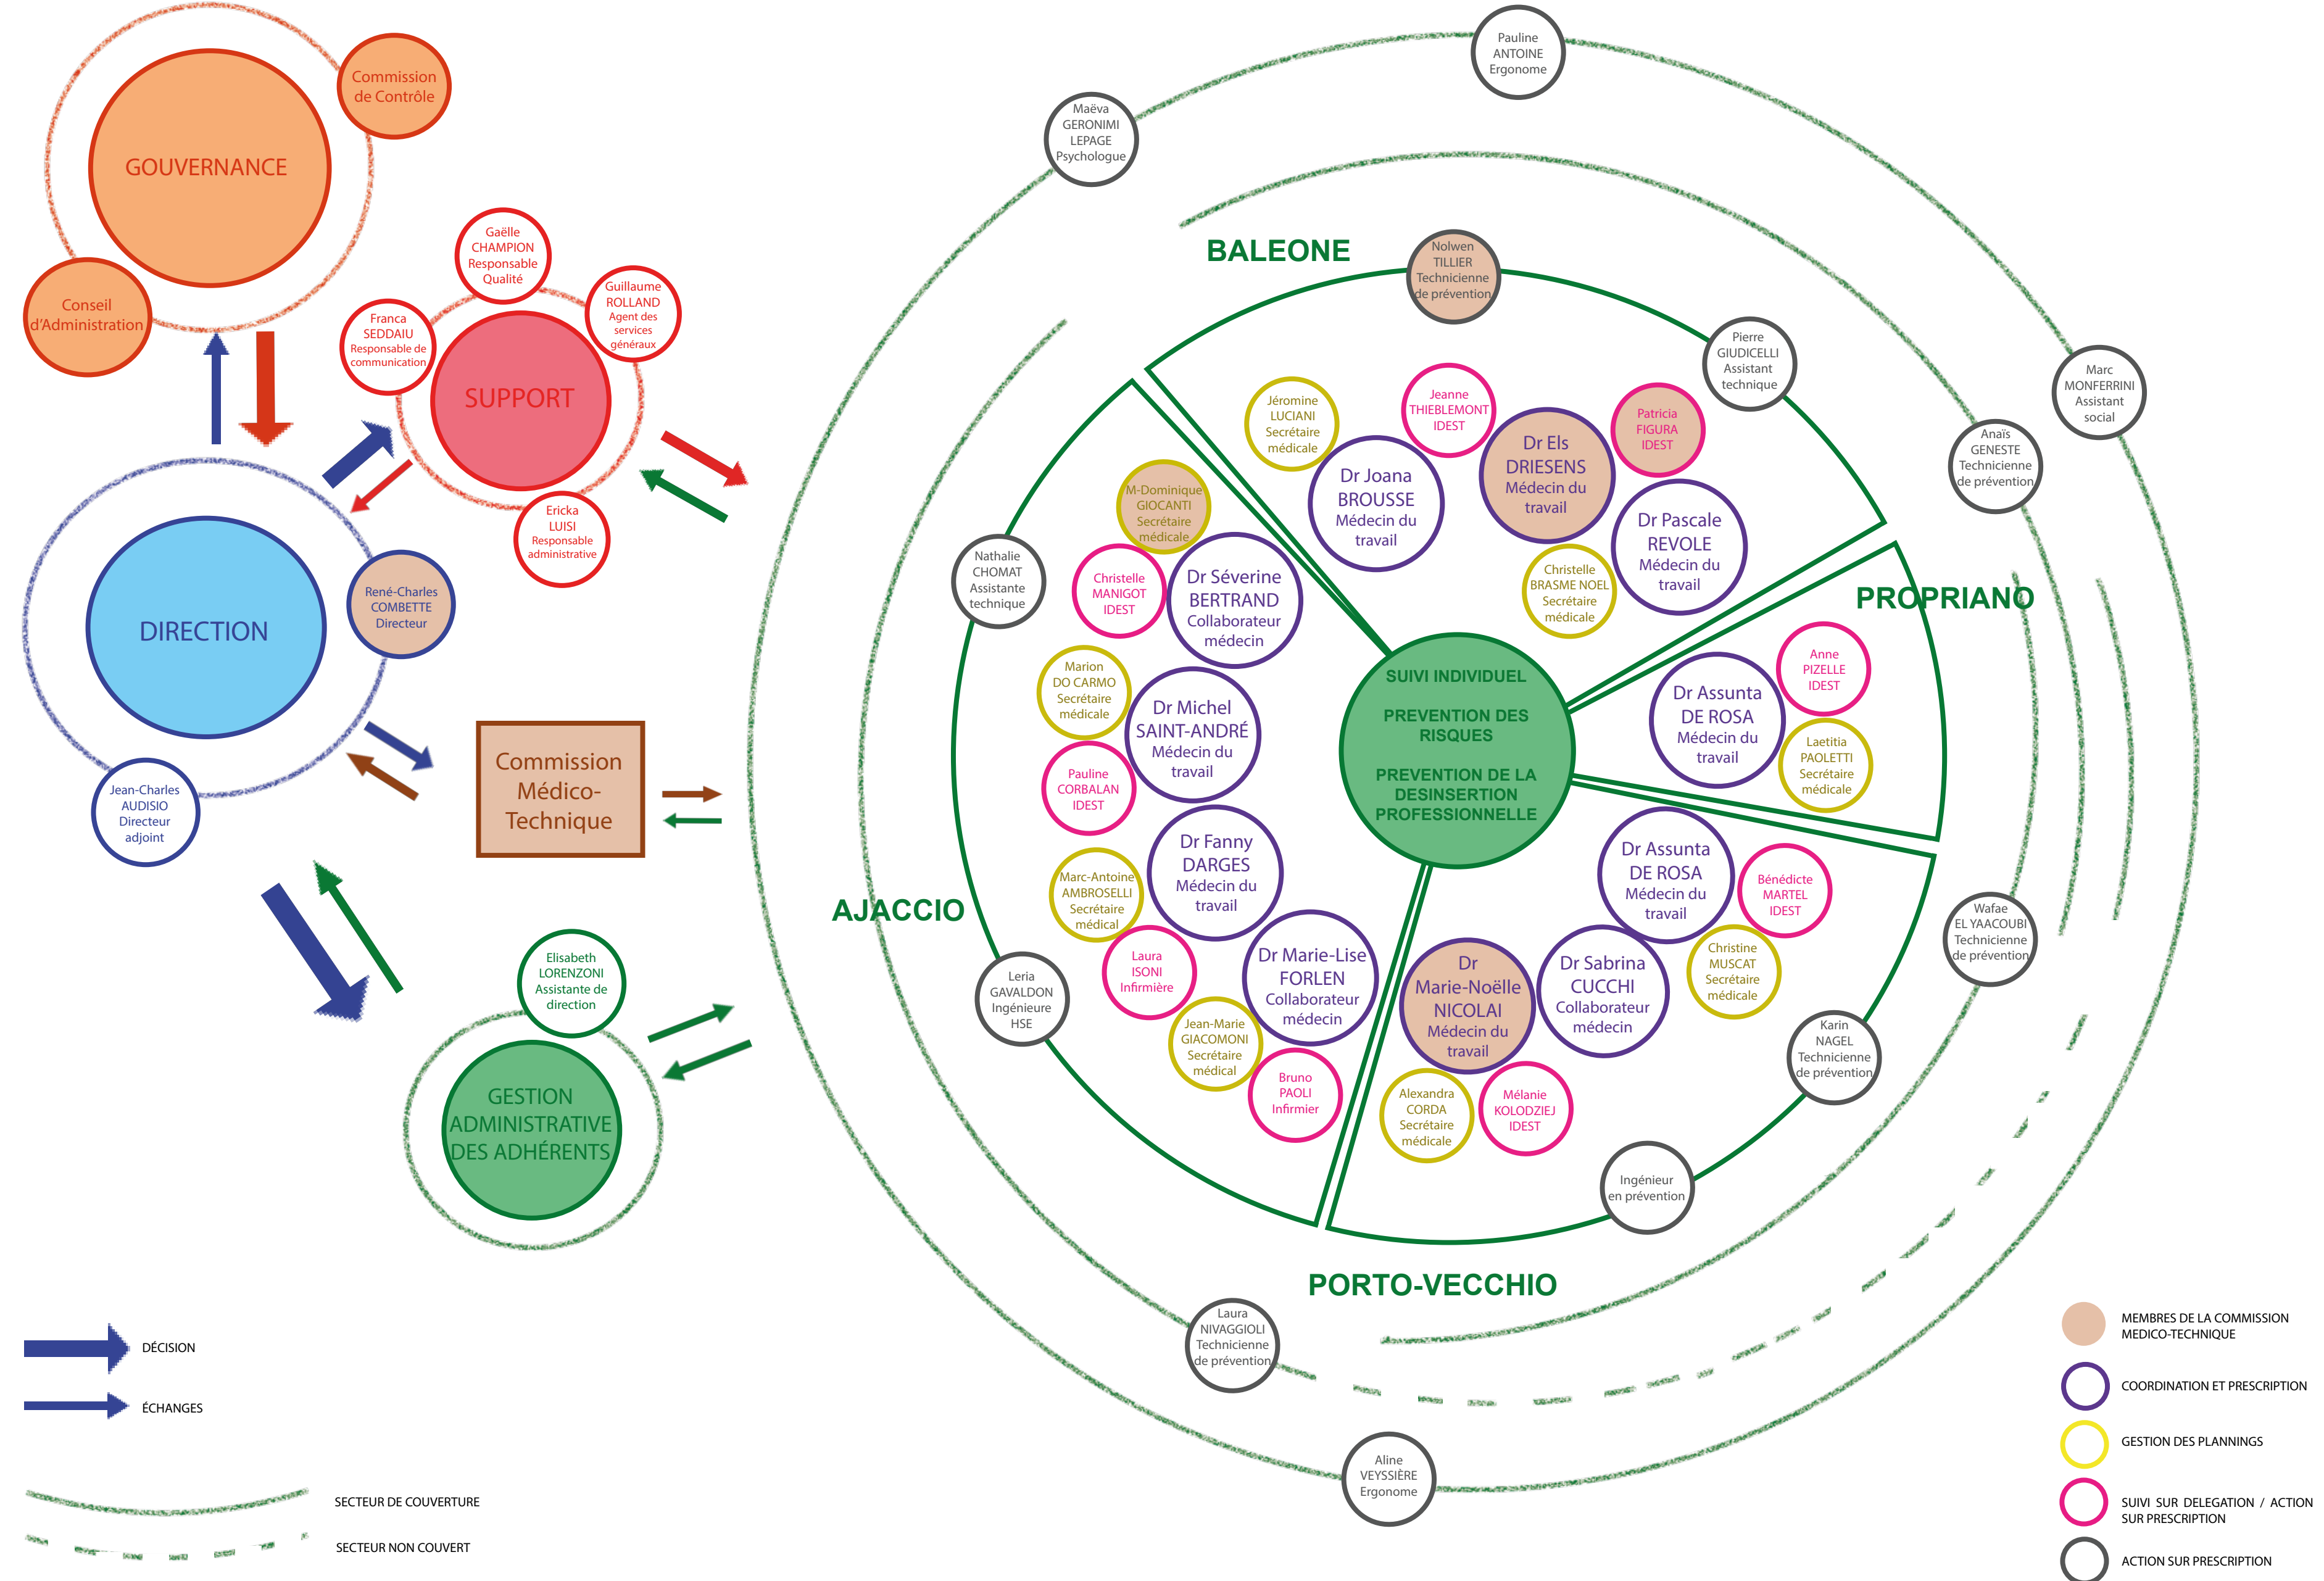 GOUVERNANCE
Commission
de Contrôle
Conseil
d'Administration
Gaëlle
CHAMPION
Responsable
Qualité
Guillaume
ROLLAND
Agent des
services
généraux
Franca
SEDDAIU
Responsable de
communication
SUPPORT
Ericka
LUISI
Responsable
administrative
DIRECTION
René-Charles
COMBETTE
Directeur
Jean-Charles
AUDISIO
Directeur
adjoint
Commission
Médico-
Technique
Elisabeth
LORENZONI
Assistante de
direction
GESTION
ADMINISTRATIVE
DES ADHÉRENTS
DÉCISION
ÉCHANGES
SECTEUR DE COUVERTURE
SECTEUR NON COUVERT
Pauline
ANTOINE
Ergonome
Maëva
GERONIMI
LEPAGE
Psychologue
Marc
MONFERRINI
Assistant
social
Anaïs
GENESTE
Technicienne
de prévention
Wafae
EL YAACOUBI
Technicienne
de prévention
Laura
NIVAGGIOLI
Technicienne
de prévention
Aline
VEYSSIÈRE
Ergonome
BALEONE
Nolwen
TILLIER
Technicienne
de prévention
Pierre
GIUDICELLI
Assistant
technique
Jéromine
LUCIANI
Secrétaire
médicale
Jeanne
THIEBLEMONT
IDEST
Patricia
FIGURA
IDEST
Dr Joana
BROUSSE
Médecin du
travail
Dr Els
DRIESENS
Médecin du
travail
Dr Pascale
REVOLE
Médecin du
travail
Christelle
BRASME NOEL
Secrétaire
médicale
PROPRIANO
Anne
PIZELLE
IDEST
Dr Assunta
DE ROSA
Médecin du
travail
Laetitia
PAOLETTI
Secrétaire
médicale
SUIVI INDIVIDUEL
PREVENTION DES
RISQUES
PREVENTION DE LA
DESINSERTION
PROFESSIONNELLE
AJACCIO
Nathalie
CHOMAT
Assistante
technique
M-Dominique
GIOCANTI
Secrétaire
médicale
Christelle
MANIGOT
IDEST
Dr Séverine
BERTRAND
Collaborateur
médecin
Marion
DO CARMO
Secrétaire
médicale
Dr Michel
SAINT-ANDRÉ
Médecin du
travail
Pauline
CORBALAN
IDEST
Dr Fanny
DARGES
Médecin du
travail
Marc-Antoine
AMBROSELLI
Secrétaire
médical
Laura
ISONI
Infirmière
Dr Marie-Lise
FORLEN
Collaborateur
médecin
Jean-Marie
GIACOMONI
Secrétaire
médical
Bruno
PAOLI
Infirmier
Leria
GAVALDON
Ingénieure
HSE
PORTO-VECCHIO
Dr Assunta
DE ROSA
Médecin du
travail
Bénédicte
MARTEL
IDEST
Christine
MUSCAT
Secrétaire
médicale
Dr Sabrina
CUCCHI
Collaborateur
médecin
Dr
Marie-Noëlle
NICOLAI
Médecin du
travail
Alexandra
CORDA
Secrétaire
médicale
Mélanie
KOLODZIEJ
IDEST
Karin
NAGEL
Technicienne
de prévention
Ingénieur
en prévention
MEMBRES DE LA COMMISSION
MEDICO-TECHNIQUE
COORDINATION ET PRESCRIPTION
GESTION DES PLANNINGS
SUIVI SUR DELEGATION / ACTION
SUR PRESCRIPTION
ACTION SUR PRESCRIPTION